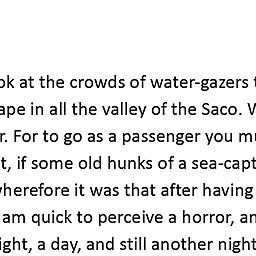 ok at the crowds of water-gazers t
ape in all the valley of the Saco. W
r. For to go as a passenger you mu
t, if some old hunks of a sea-capt
wherefore it was that after having
am quick to perceive a horror, an
ight, a day, and still another night